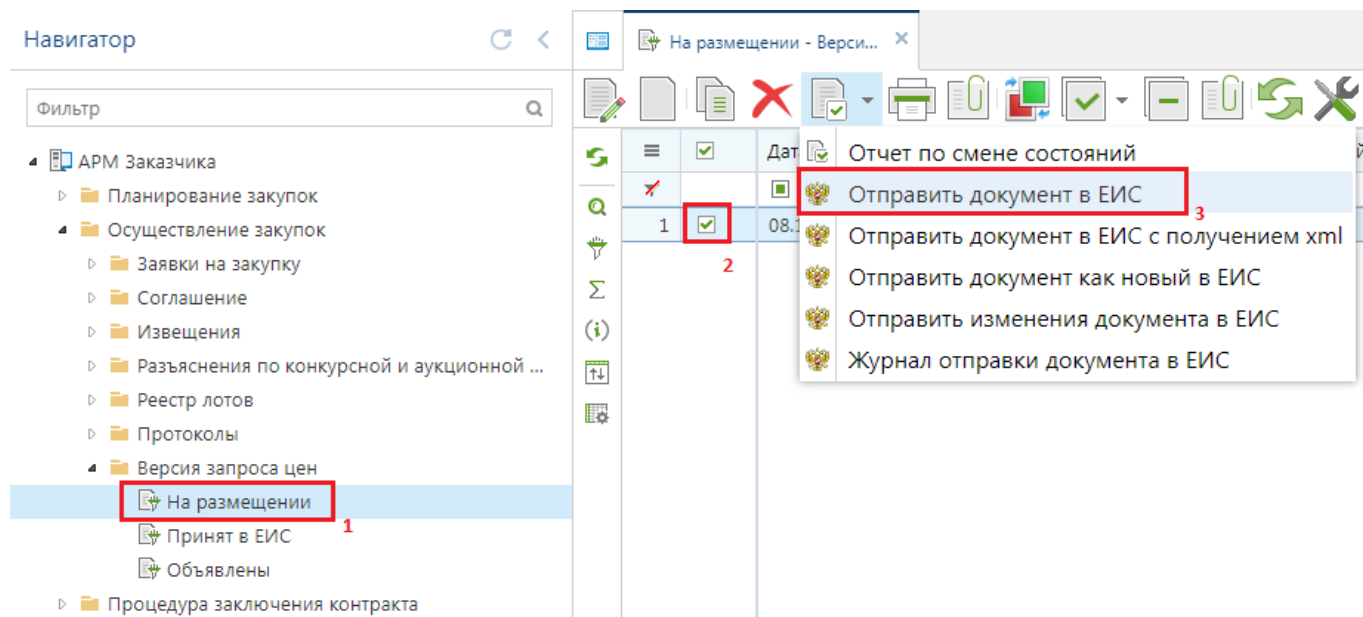 Навигатор
На размещении - Верси...
Фильтр
АРМ Заказчика
Планирование закупок
Осуществление закупок
Заявки на закупку
Соглашение
Извещения
Разъяснения по конкурсной и аукционной ...
Реестр лотов
Протоколы
Версия запроса цен
На размещении
1
Принят в ЕИС
Объявлены
Процедура заключения контракта
Дат
1
08.1
2
Отчет по смене состояний
Отправить документ в ЕИС
3
Отправить документ в ЕИС с получением xml
Отправить документ как новый в ЕИС
Отправить изменения документа в ЕИС
Журнал отправки документа в ЕИС